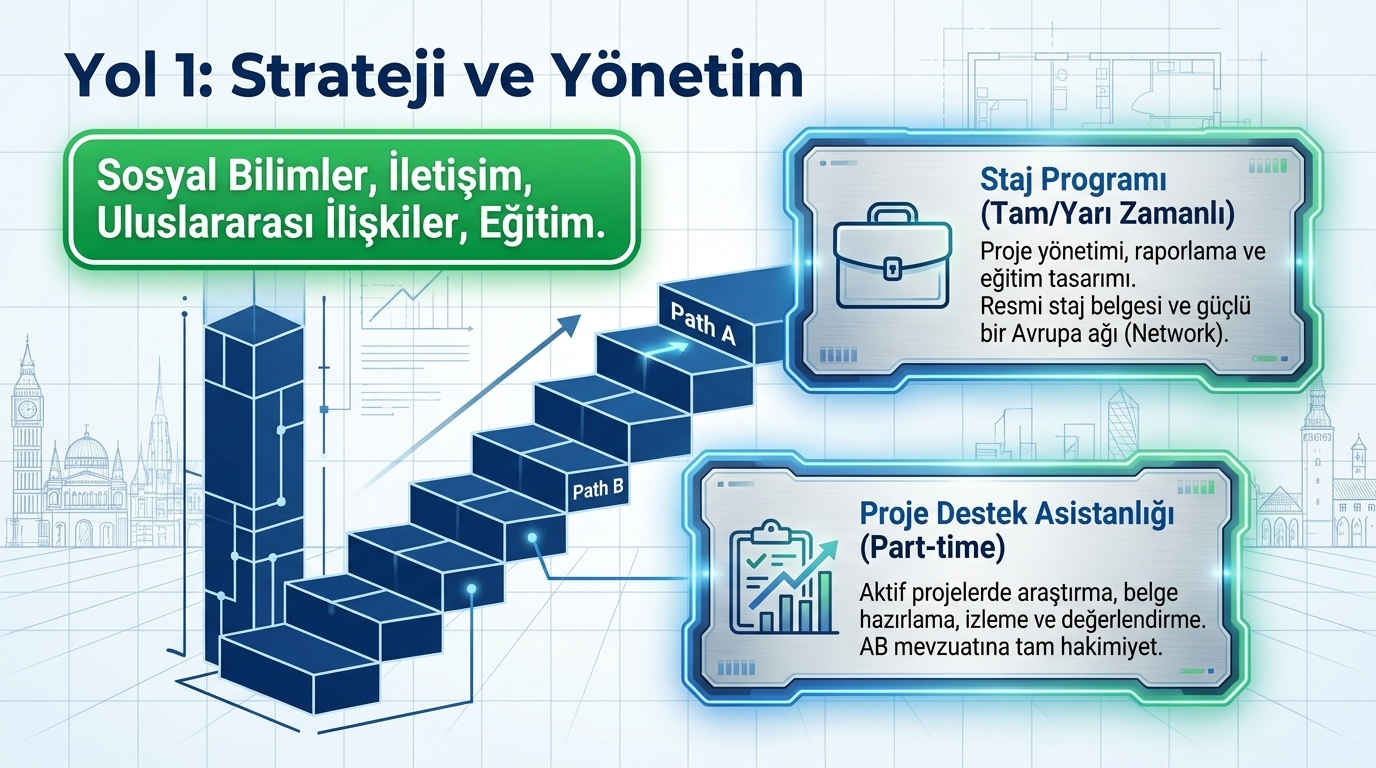 Yol 1: Strateji ve Yönetim
Sosyal Bilimler, İletişim,
Uluslararası İlişkiler, Eğitim.
Staj Programı
(Tam/Yarı Zamanlı)
Proje yönetimi, raporlama ve
eğitim tasarımı.
Resmi staj belgesi ve güçlü
bir Avrupa ağı (Network).
Path A
Path B
Proje Destek Asistanlığı
(Part-time)
Aktif projelerde araştırma, belge
hazırlama, izleme ve değerlendirme.
AB mevzuatına tam hakimiyet.